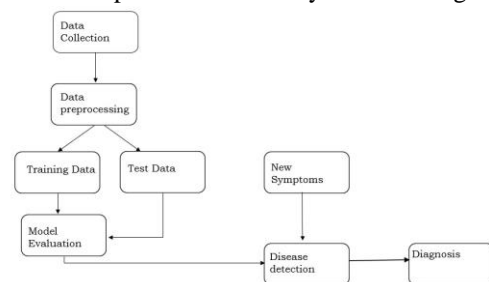 Data
Collection
Data
preprocessing
Training Data
Test Data
New
Symptoms
Model
Evaluation
Disease
detection
Diagnosis